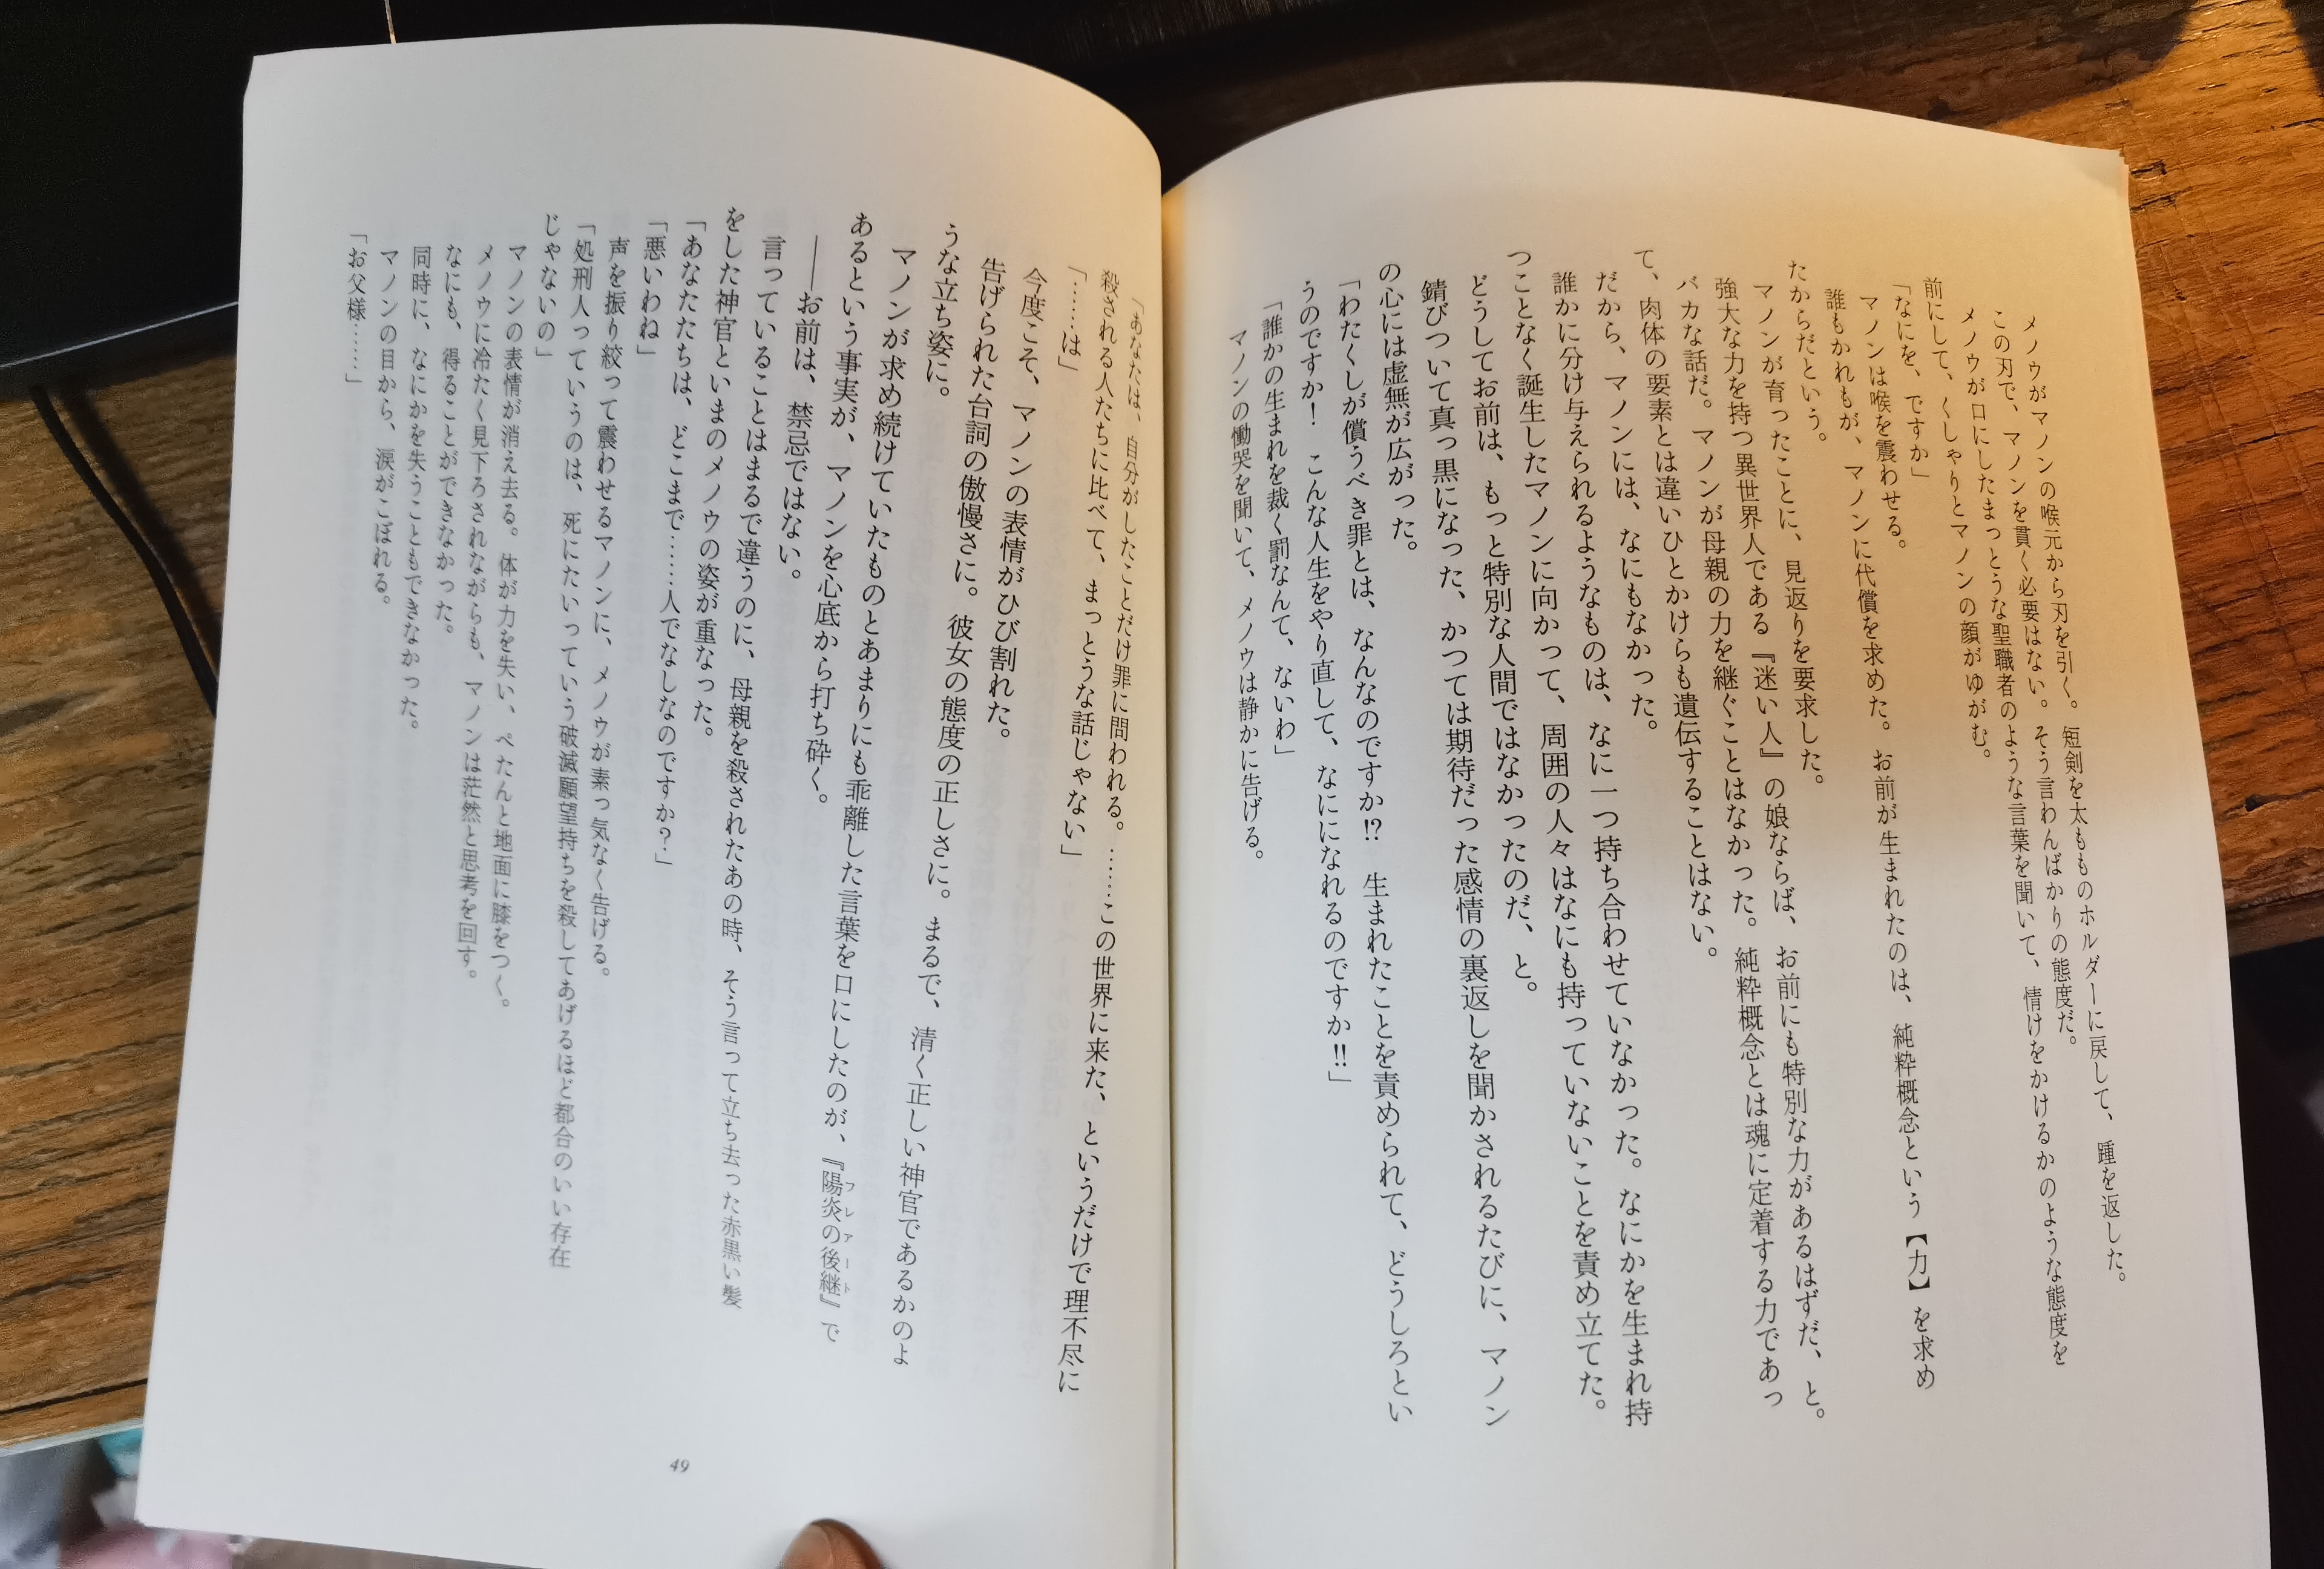 メノウがマノンの喉元から刃を引く。短剣を太もものホルダーに戻して、踵を返した。
この刃で、マノンを貫く必要はない。そう言わんばかりの態度だ。
メノウが口にしたまっとうな聖職者のような言葉を聞いて、情けをかけるかのような態度を
前にして、くしゃりとマノンの顔がゆがむ。
「なにを、ですか」
マノンは喉を震わせる。
誰もかれもが、マノンに代償を求めた。お前が生まれたのは、純粋概念という【力】を求め
たからだという。
マノンが育ったことに、見返りを要求した。
強大な力を持つ異世界人である『迷い人』の娘ならば、お前にも特別な力があるはずだ、と。
バカな話だ。マノンが母親の力を継ぐことはなかった。純粋概念とは魂に定着する力であっ
て、肉体の要素とは違いひとかけらも遺伝することはない。
だから、マノンには、なにもなかった。
誰かに分け与えられるようなものは、なに一つ持ち合わせていなかった。なにかを生まれ持
つことなく誕生したマノンに向かって、周囲の人々はなにも持っていないことを責め立てた。
どうしてお前は、もっと特別な人間ではなかったのだ、と。
錆びついて真っ黒になった、かつては期待だった感情の裏返しを聞かされるたびに、マノン
の心には虚無が広がった。
「わたくしが償うべき罪とは、なんなのですか⁉　生まれたことを責められて、どうしろとい
うのですか！　こんな人生をやり直して、なにになれるのですか‼」
「誰かの生まれを裁く罰なんて、ないわ」
マノンの慟哭を聞いて、メノウは静かに告げる。
「あなたは、自分がしたことだけ罪に問われる。……この世界に来た、というだけで理不尽に
殺される人たちに比べて、まっとうな話じゃない」
「……は」
今度こそ、マノンの表情がひび割れた。
告げられた台詞の傲慢さに。彼女の態度の正しさに。まるで、清く正しい神官であるかのよ
うな立ち姿に。
マノンが求め続けていたものとあまりにも乖離した言葉を口にしたのが、『陽炎の後継』で
フレアート
あるという事実が、マノンを心底から打ち砕く。
――お前は、禁忌ではない。
言っていることはまるで違うのに、母親を殺されたあの時、そう言って立ち去った赤黒い髪
をした神官といまのメノウの姿が重なった。
「あなたたちは、どこまで……人でなしなのですか？」
「悪いわね」
声を振り絞って震わせるマノンに、メノウが素っ気なく告げる。
「処刑人っていうのは、死にたいっていう破滅願望持ちを殺してあげるほど都合のいい存在
じゃないの」
マノンの表情が消え去る。体が力を失い、ぺたんと地面に膝をつく。
メノウに冷たく見下ろされながらも、マノンは茫然と思考を回す。
なにも、得ることができなかった。
同時に、なにかを失うこともできなかった。
マノンの目から、涙がこぼれる。
「お父様……」
49